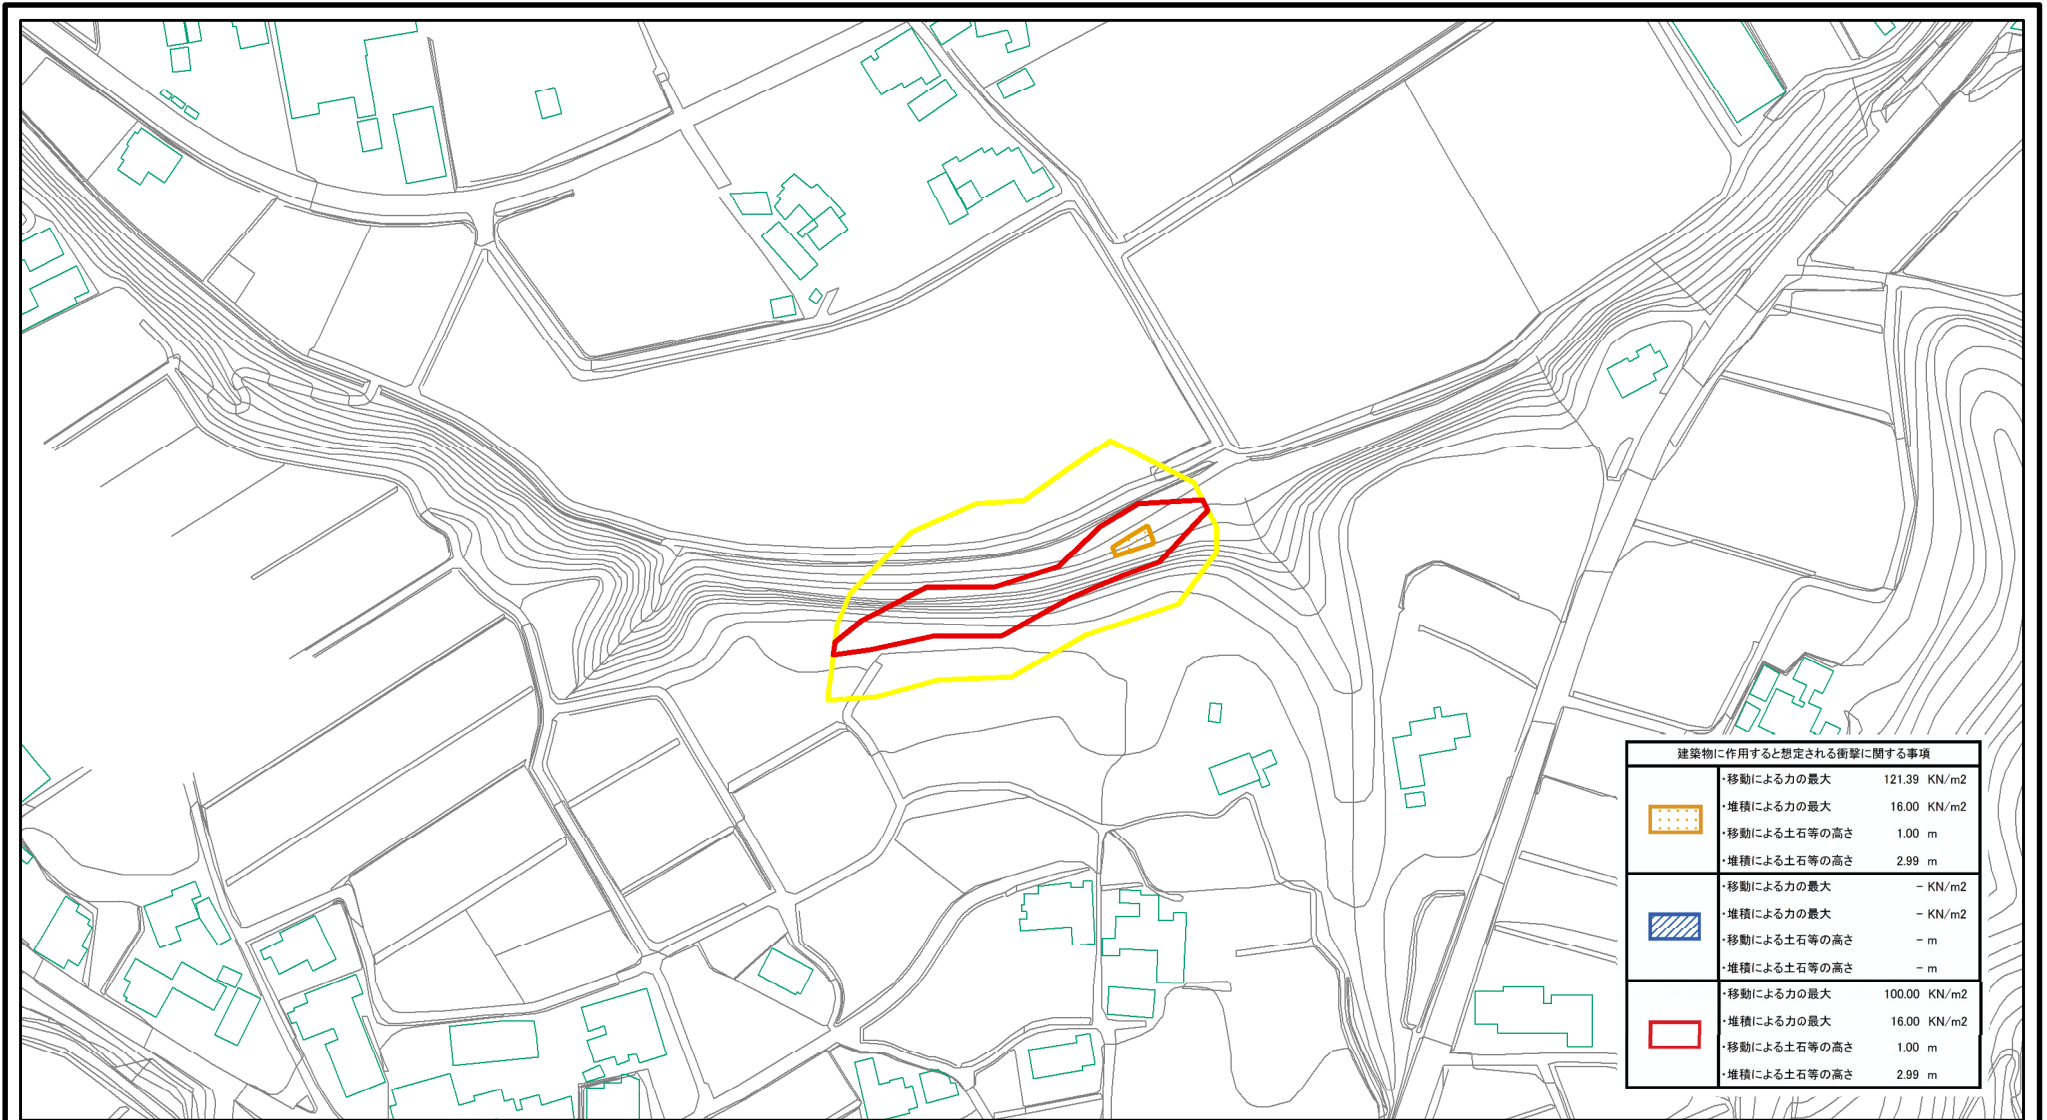 建築物に作用すると想定される衝撃に関する事項
・移動による力の最大 121.39 KN/m2
・堆積による力の最大 16.00 KN/m2
・移動による土石等の高さ 1.00 m
・堆積による土石等の高さ 2.99 m
・移動による力の最大 − KN/m2
・堆積による力の最大 − KN/m2
・移動による土石等の高さ − m
・堆積による土石等の高さ − m
・移動による力の最大 100.00 KN/m2
・堆積による力の最大 16.00 KN/m2
・移動による土石等の高さ 1.00 m
・堆積による土石等の高さ 2.99 m